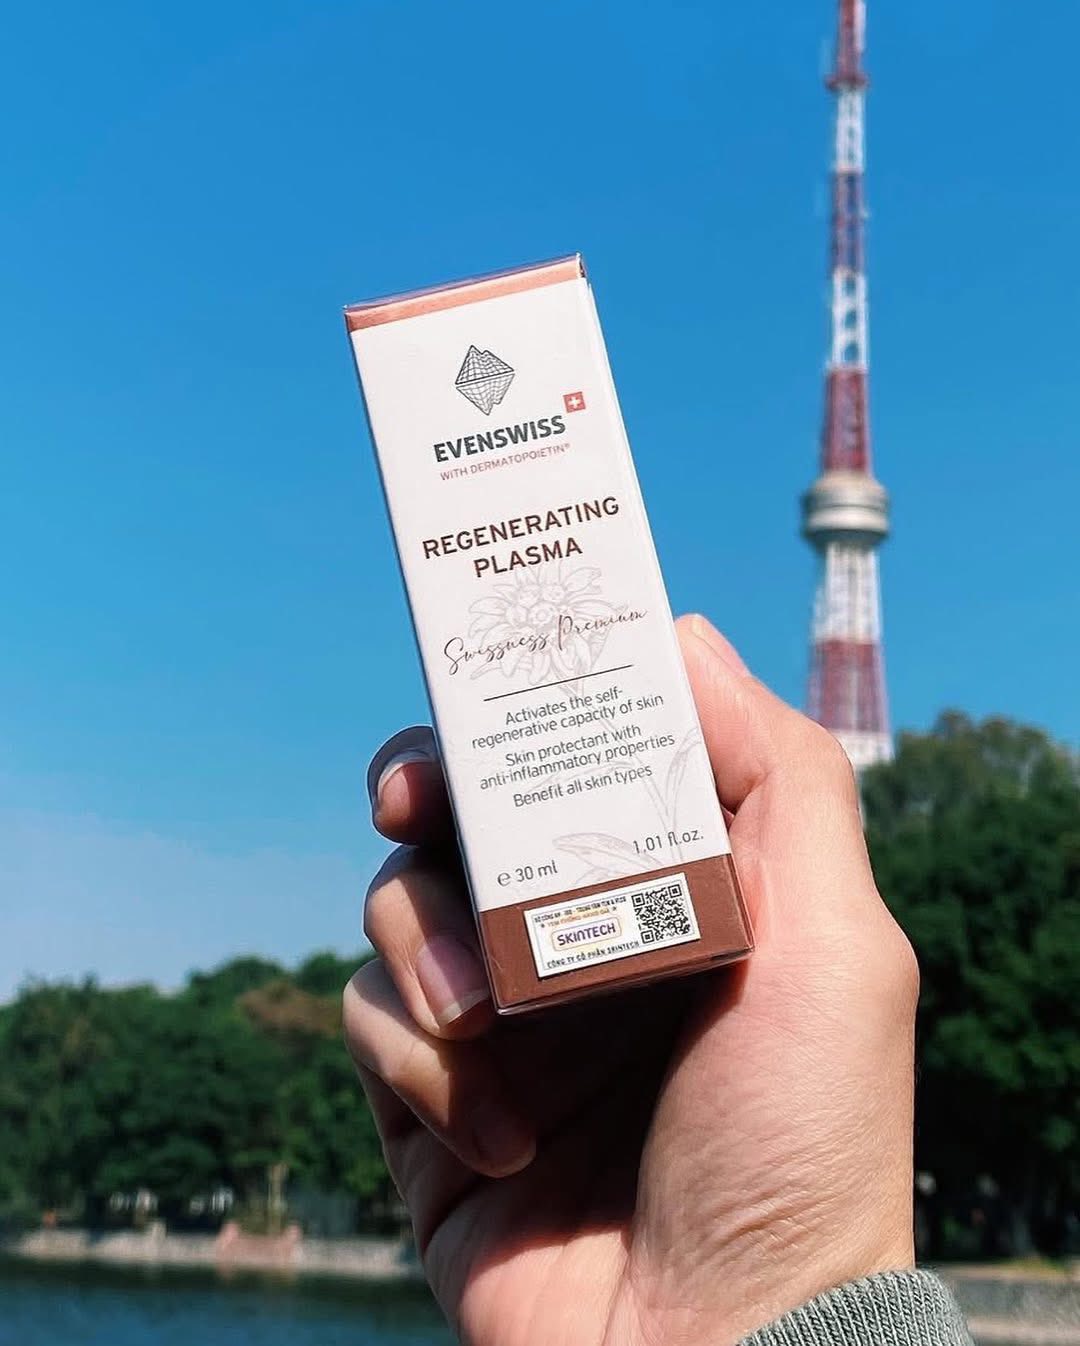 EVENSWISS
WITH DERMATOPOIETIN®
REGENERATING
PLASMA
Swissness Premium
Activates the self-
regenerative capacity of skin
Skin protectant with
anti-inflammatory properties
Benefit all skin types
℮ 30 ml
1,01 fl.oz.
SKINTECH
CÔNG TY CỔ PHẦN SKINTECH